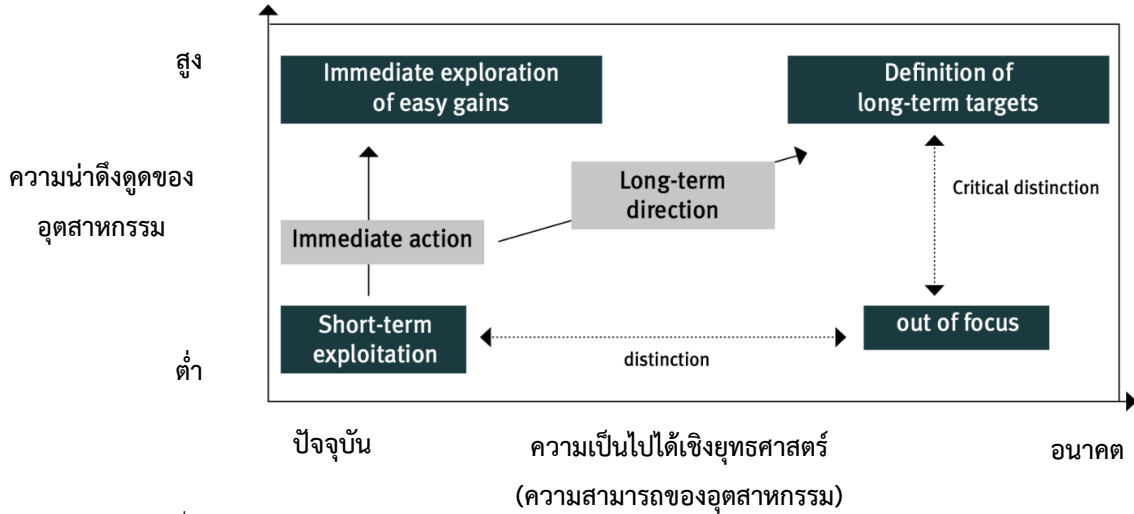 สูง
Immediate exploration
of easy gains
Definition of
long-term targets
ความน่าดึงดูดของ
อุตสาหกรรม
Long-term
direction
Critical distinction
Immediate action
Short-term
exploitation
distinction
out of focus
ต่ำ
ปัจจุบัน
ความเป็นไปได้เชิงยุทธศาสตร์
อนาคต
(ความสามารถของอุตสาหกรรม)